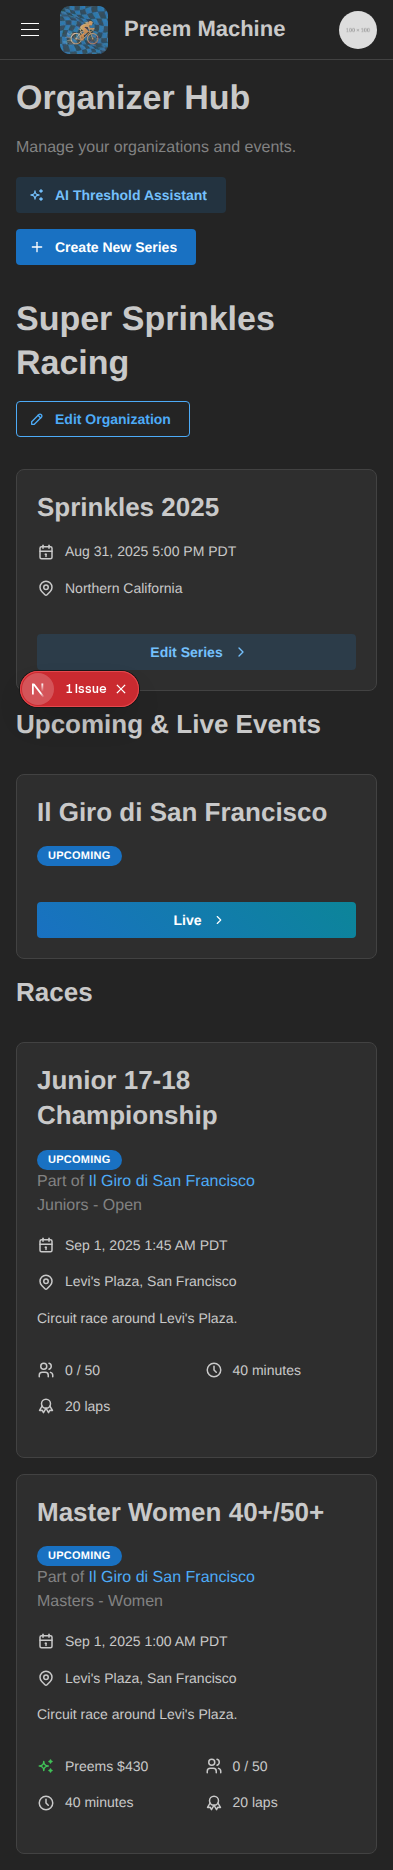 Preem Machine
100 × 100
Organizer Hub
Manage your organizations and events.
AI Threshold Assistant
Create New Series
Super Sprinkles
Racing
Edit Organization
Sprinkles 2025
Aug 31, 2025 5:00 PM PDT
Northern California
Edit Series
N 1 Issue
Upcoming & Live Events
Il Giro di San Francisco
UPCOMING
Live
Races
Junior 17-18
Championship
UPCOMING
Part of Il Giro di San Francisco
Juniors - Open
Sep 1, 2025 1:45 AM PDT
Levi's Plaza, San Francisco
Circuit race around Levi's Plaza.
0 / 50 40 minutes
20 laps
Master Women 40+/50+
UPCOMING
Part of Il Giro di San Francisco
Masters - Women
Sep 1, 2025 1:00 AM PDT
Levi's Plaza, San Francisco
Circuit race around Levi's Plaza.
Preems $430 0 / 50
40 minutes 20 laps